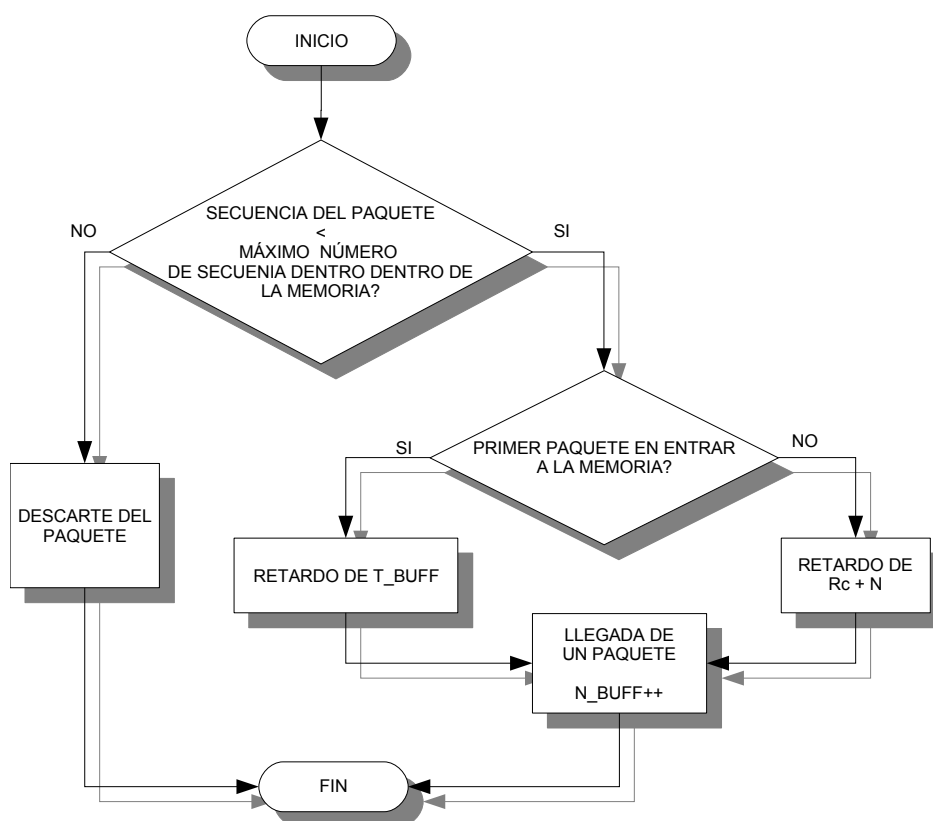 INICIO
SECUENCIA DEL PAQUETE
<
MÁXIMO NÚMERO
DE SECUENIA DENTRO DENTRO DE
LA MEMORIA?
NO
SI
PRIMER PAQUETE EN ENTRAR
A LA MEMORIA?
SI
NO
DESCARTE DEL
PAQUETE
RETARDO DE T_BUFF
RETARDO DE
Rc + N
LLEGADA DE
UN PAQUETE
N_BUFF++
FIN